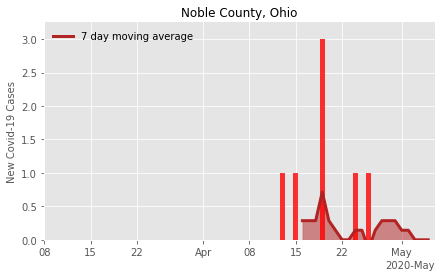 Noble County, Ohio
7 day moving average
New Covid-19 Cases
3.0
2.5
2.0
1.5
1.0
0.5
0.0
08 15 22 Apr 08 15 22 May
2020-May